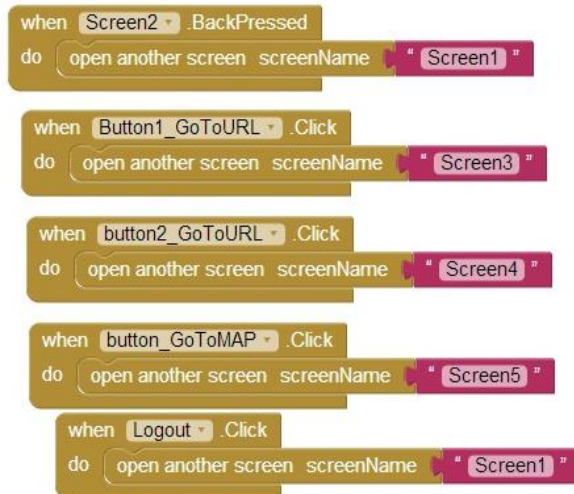 when Screen2 .BackPressed
do open another screen screenName " Screen1 "
when Button1_GoToURL .Click
do open another screen screenName " Screen3 "
when button2_GoToURL .Click
do open another screen screenName " Screen4 "
when button_GoToMAP .Click
do open another screen screenName " Screen5 "
when Logout .Click
do open another screen screenName " Screen1 "